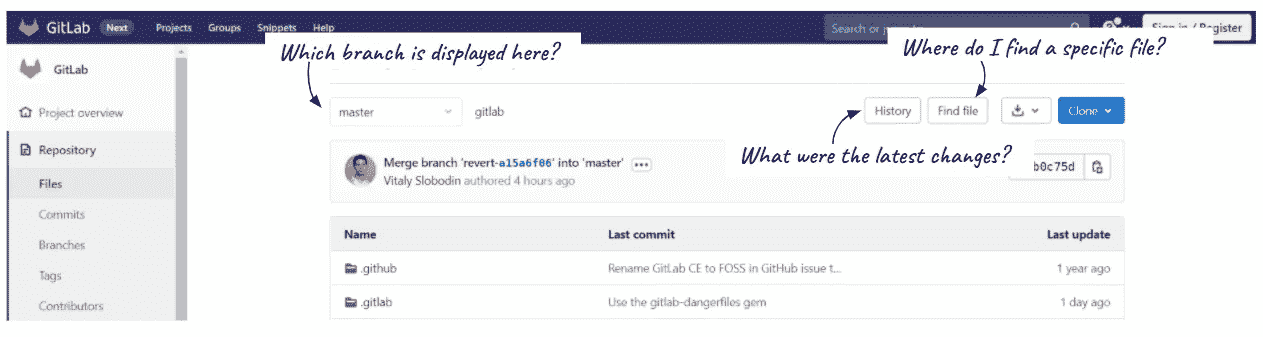 GitLab Next Projects Groups Snippets Help Search or Sign in / Register
Which branch is displayed here?
Where do I find a specific file?
GitLab
Project overview
master gitlab History Find file Clone
Repository
What were the latest changes?
Merge branch 'revert-a15a6f06' into 'master'
b0c75d
Vitaly Slobodin authored 4 hours ago
Files
Commits
Name Last commit Last update
Branches
.github Rename GitLab CE to FOSS in GitHub issue t... 1 year ago
Tags
.gitlab Use the gitlab-dangerfiles gem 1 day ago
Contributors